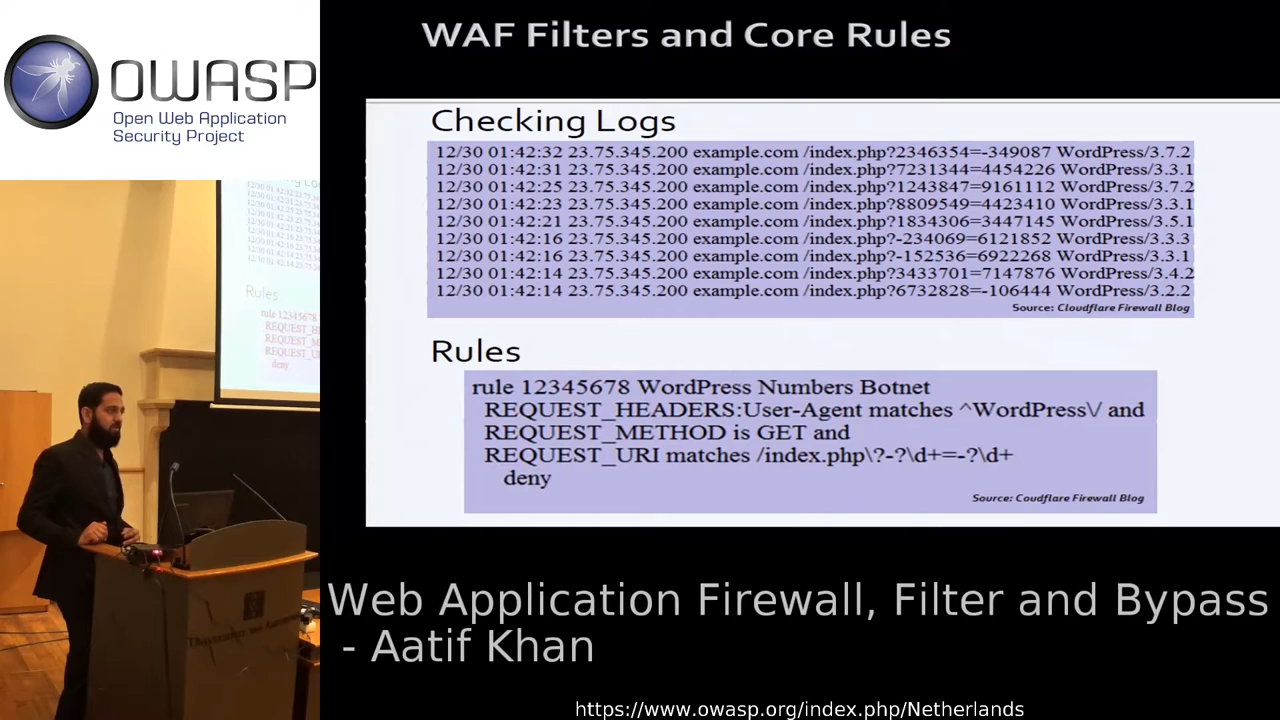 WAF Filters and Core Rules
OWASP
Open Web Application
Security Project
Checking Logs
12/30 01:42:32 23.75.345.200 example.com /index.php?2346354=-349087 WordPress/3.7.2
12/30 01:42:31 23.75.345.200 example.com /index.php?7231344=4454226 WordPress/3.3.1
12/30 01:42:25 23.75.345.200 example.com /index.php?1243847=9161112 WordPress/3.7.2
12/30 01:42:23 23.75.345.200 example.com /index.php?8809549=4423410 WordPress/3.3.1
12/30 01:42:21 23.75.345.200 example.com /index.php?1834306=3447145 WordPress/3.5.1
12/30 01:42:16 23.75.345.200 example.com /index.php?-234069=6121852 WordPress/3.3.3
12/30 01:42:16 23.75.345.200 example.com /index.php?-152536=6922268 WordPress/3.3.1
12/30 01:42:14 23.75.345.200 example.com /index.php?3433701=7147876 WordPress/3.4.2
12/30 01:42:14 23.75.345.200 example.com /index.php?6732828=-106444 WordPress/3.2.2
Source: Cloudflare Firewall Blog
Rules
rule 12345678 WordPress Numbers Botnet
REQUEST_HEADERS:User-Agent matches ^WordPress\/ and
REQUEST_METHOD is GET and
REQUEST_URI matches /index.php\?-?\d+=-?\d+
deny
Source: Coudflare Firewall Blog
Rules
rule 12345678
deny
Web Application Firewall, Filter and Bypass
- Aatif Khan
https://www.owasp.org/index.php/Netherlands